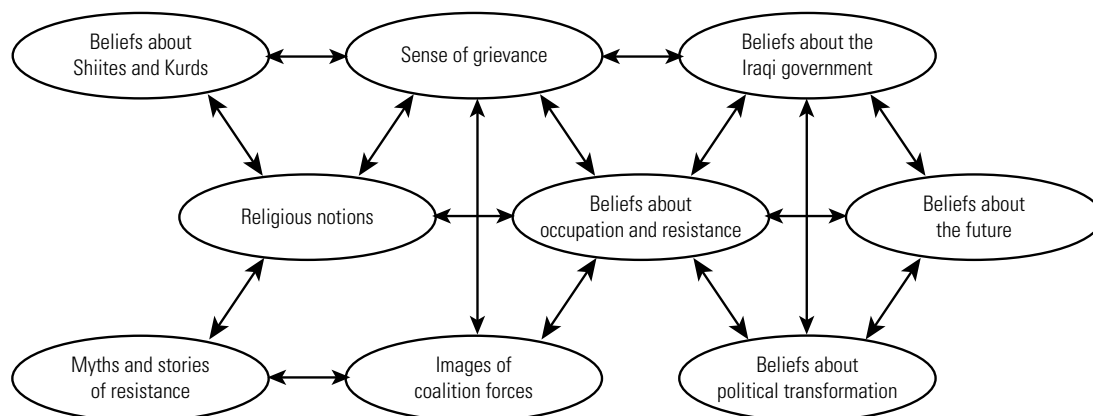 Beliefs about
Shiites and Kurds
Sense of grievance
Beliefs about the
Iraqi government
Religious notions
Beliefs about
occupation and resistance
Beliefs about
the future
Myths and stories
of resistance
Images of
coalition forces
Beliefs about
political transformation